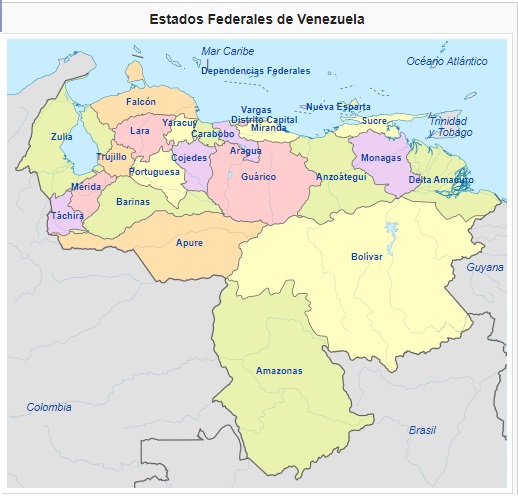 Estados Federales de Venezuela
Mar Caribe
Océano Atlántico
Dependencias Federales
Falcón
Vargas
Nueva Esparta
Distrito Capital
Yaracuy
Sucre
Trinidad
y Tobago
Zulia
Lara
Carabobo
Miranda
Aragua
Trujillo
Cojedes
Monagas
Portuguesa
Guárico
Anzoátegui
Delta Amacuro
Mérida
Barinas
Táchira
Apure
Bolívar
Guyana
Amazonas
Colombia
Brasil